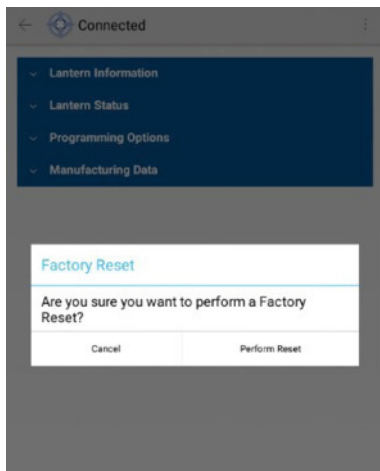 Connected
Lantern Information
Lantern Status
Programming Options
Manufacturing Data
Factory Reset
Are you sure you want to perform a Factory
Reset?
Cancel Perform Reset